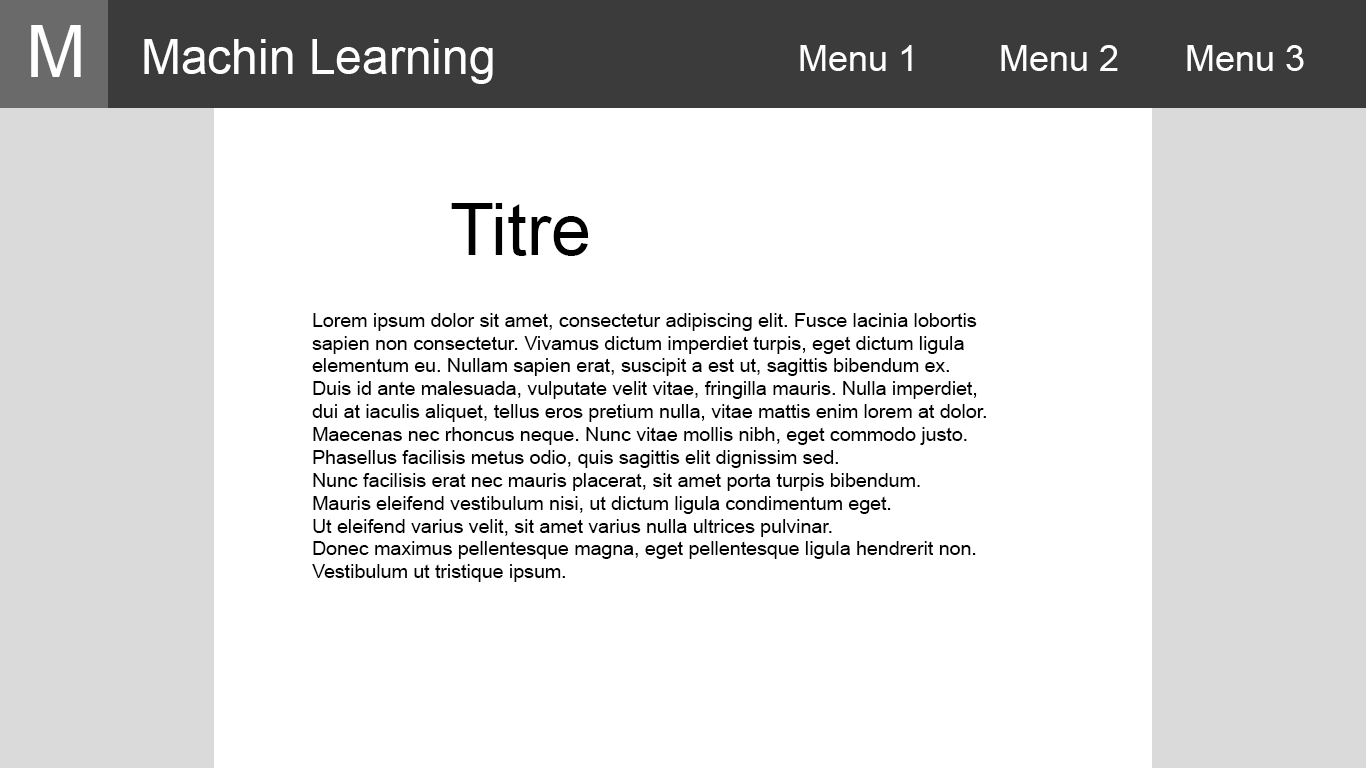 M
Machin Learning
Menu 1
Menu 2
Menu 3
Titre
Lorem ipsum dolor sit amet, consectetur adipiscing elit. Fusce lacinia lobortis
sapien non consectetur. Vivamus dictum imperdiet turpis, eget dictum ligula
elementum eu. Nullam sapien erat, suscipit a est ut, sagittis bibendum ex.
Duis id ante malesuada, vulputate velit vitae, fringilla mauris. Nulla imperdiet,
dui at iaculis aliquet, tellus eros pretium nulla, vitae mattis enim lorem at dolor.
Maecenas nec rhoncus neque. Nunc vitae mollis nibh, eget commodo justo.
Phasellus facilisis metus odio, quis sagittis elit dignissim sed.
Nunc facilisis erat nec mauris placerat, sit amet porta turpis bibendum.
Mauris eleifend vestibulum nisi, ut dictum ligula condimentum eget.
Ut eleifend varius velit, sit amet varius nulla ultrices pulvinar.
Donec maximus pellentesque magna, eget pellentesque ligula hendrerit non.
Vestibulum ut tristique ipsum.